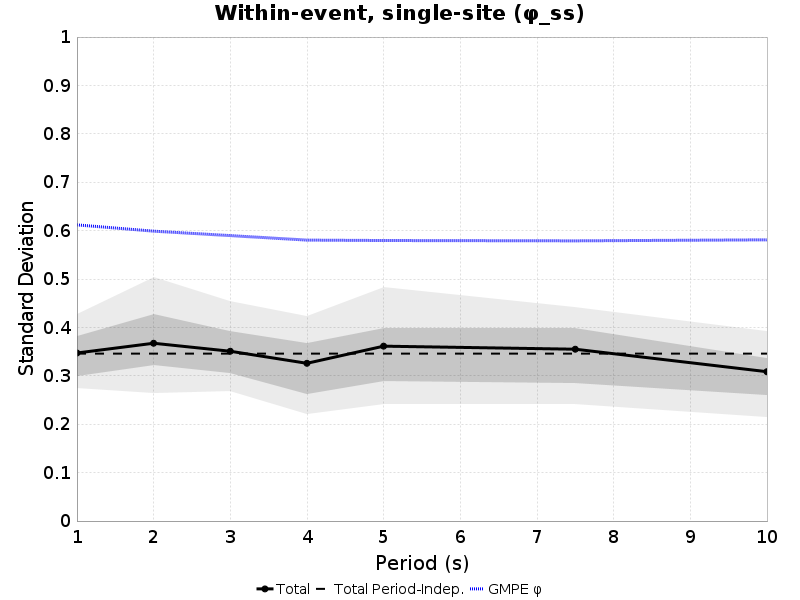 Within-event, single-site (φ_ss)
1
0.9
0.8
0.7
0.6
0.5
0.4
0.3
0.2
0.1
0
Standard Deviation
1 2 3 4 5 6 7 8 9 10
Period (s)
Total Total Period-Indep. GMPE φ